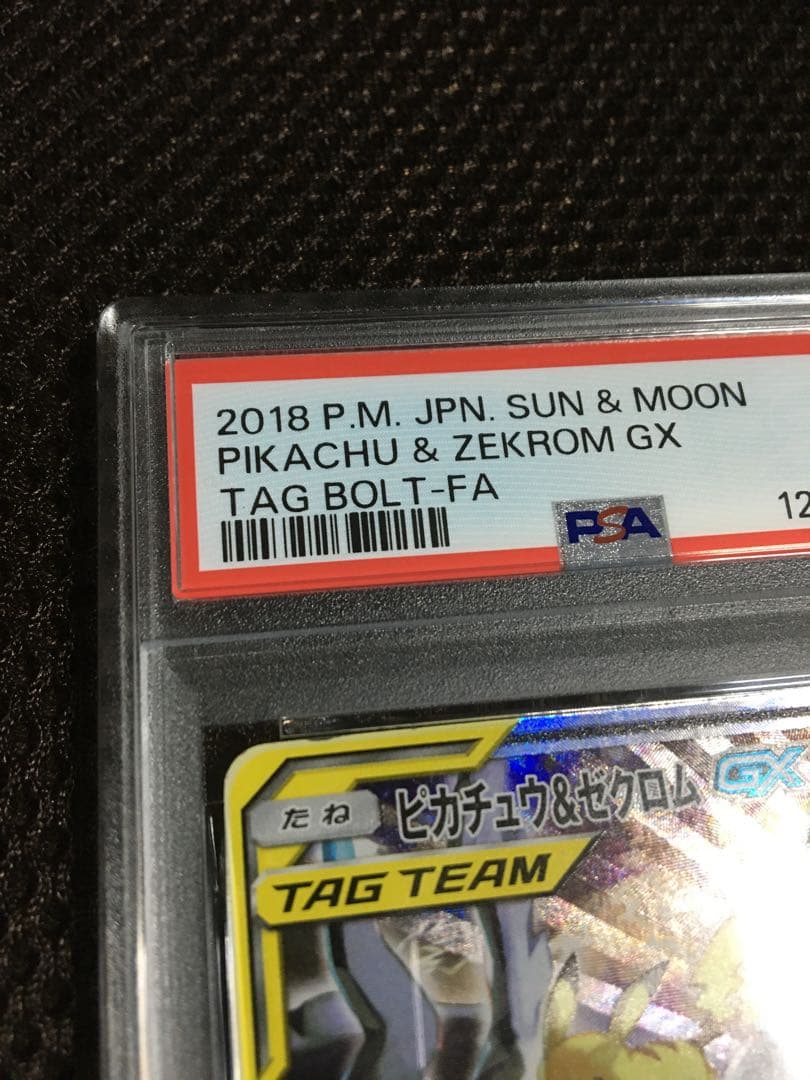 2018 P.M. JPN. SUN & MOON
PIKACHU & ZEKROM GX
TAG BOLT-FA
12
PSA
たね ピカチュウ&ゼクロム GX
TAG TEAM